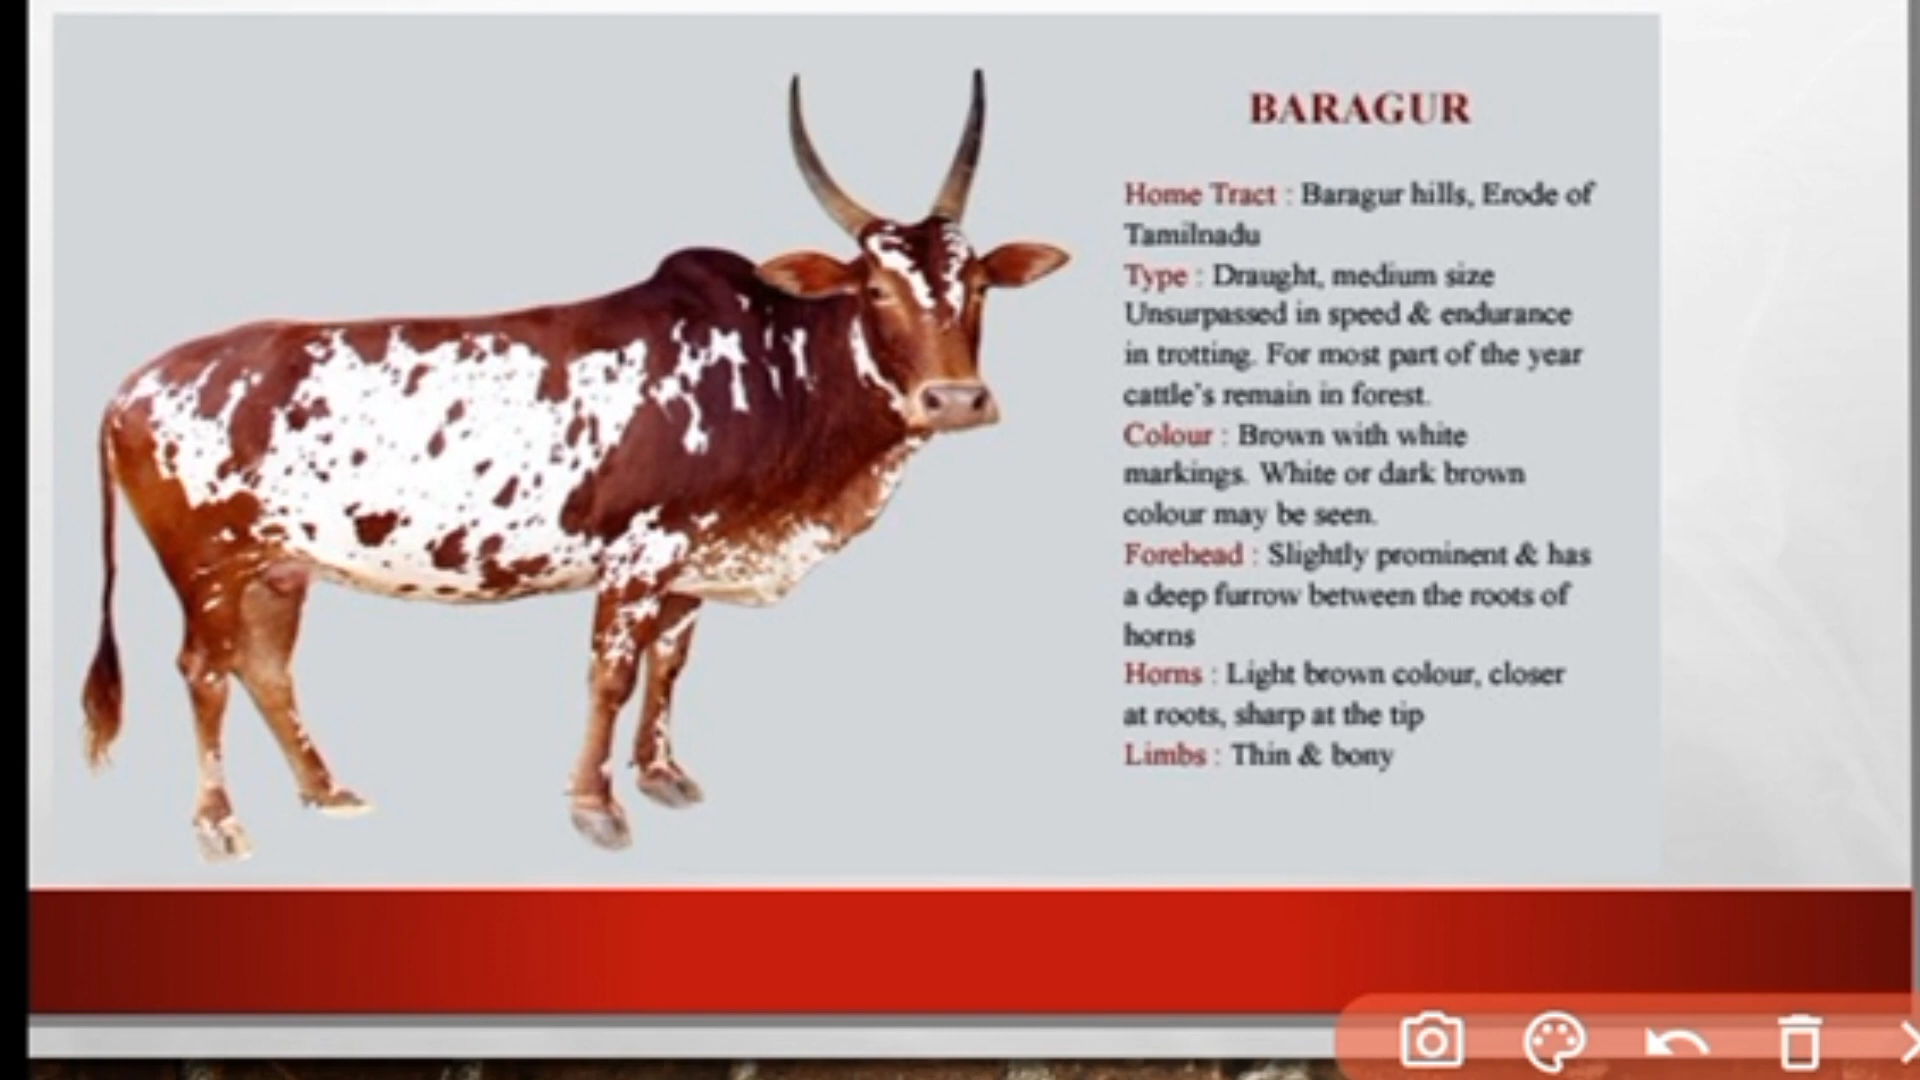 BARAGUR
Home Tract : Baragur hills, Erode of
Tamilnadu
Type : Draught, medium size
Unsurpassed in speed & endurance
in trotting. For most part of the year
cattle's remain in forest.
Colour : Brown with white
markings. White or dark brown
colour may be seen.
Forehead : Slightly prominent & has
a deep furrow between the roots of
horns
Horns : Light brown colour, closer
at roots, sharp at the tip
Limbs : Thin & bony